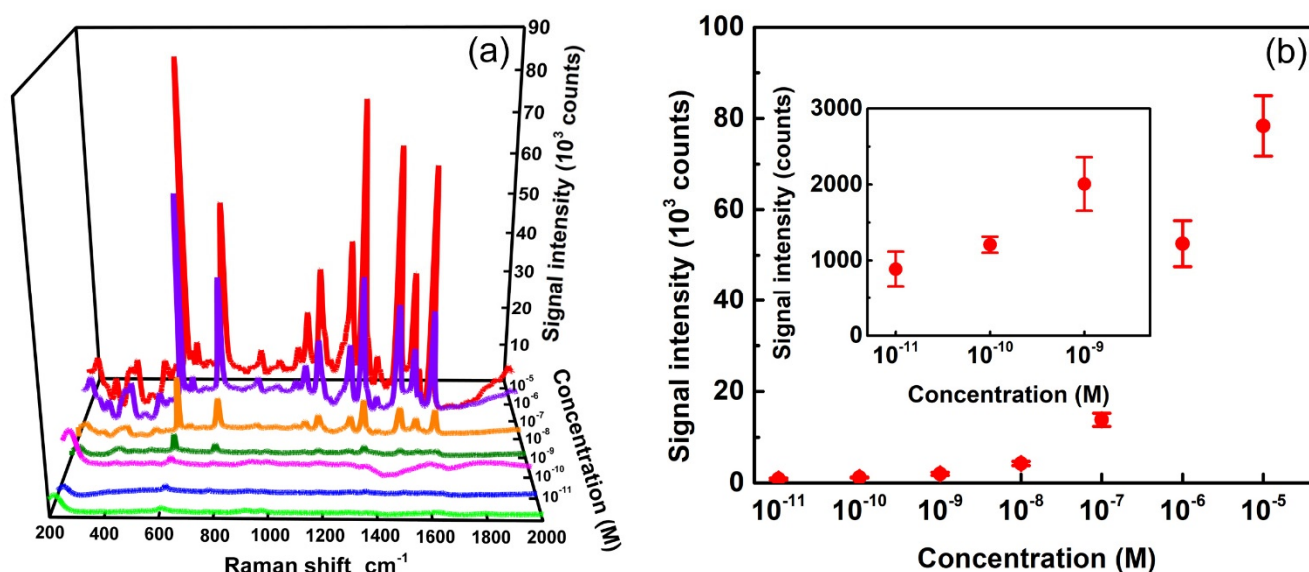 (a)
90
80
70
60
50
40
30
20
10
Signal intensity (10³ counts)
10⁻⁵
10⁻⁶
10⁻⁷
10⁻⁸
10⁻⁹
10⁻¹⁰
10⁻¹¹
Concentration (M)
200 400 600 800 1000 1200 1400 1600 1800 2000
Raman shift cm⁻¹
(b)
100
80
60
40
20
0
Signal intensity (10³ counts)
3000
2000
1000
0
Signal intensity (counts)
10⁻¹¹ 10⁻¹⁰ 10⁻⁹
Concentration (M)
10⁻¹¹ 10⁻¹⁰ 10⁻⁹ 10⁻⁸ 10⁻⁷ 10⁻⁶ 10⁻⁵
Concentration (M)